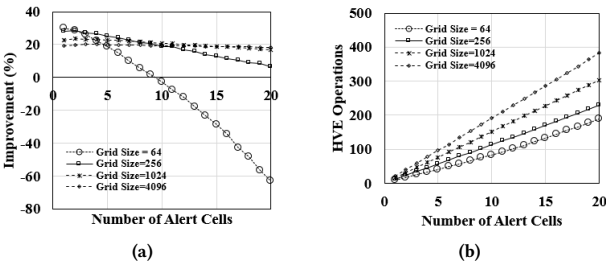 40
20
0
-20
-40
-60
-80
Improvement (%)
0 5 10 15 20
Grid Size = 64
Grid Size=256
Grid Size=1024
Grid Size=4096
Number of Alert Cells
(a)
500
400
300
200
100
0
HVE Operations
Grid Size = 64
Grid Size=256
Grid Size=1024
Grid Size=4096
0 5 10 15 20
Number of Alert Cells
(b)